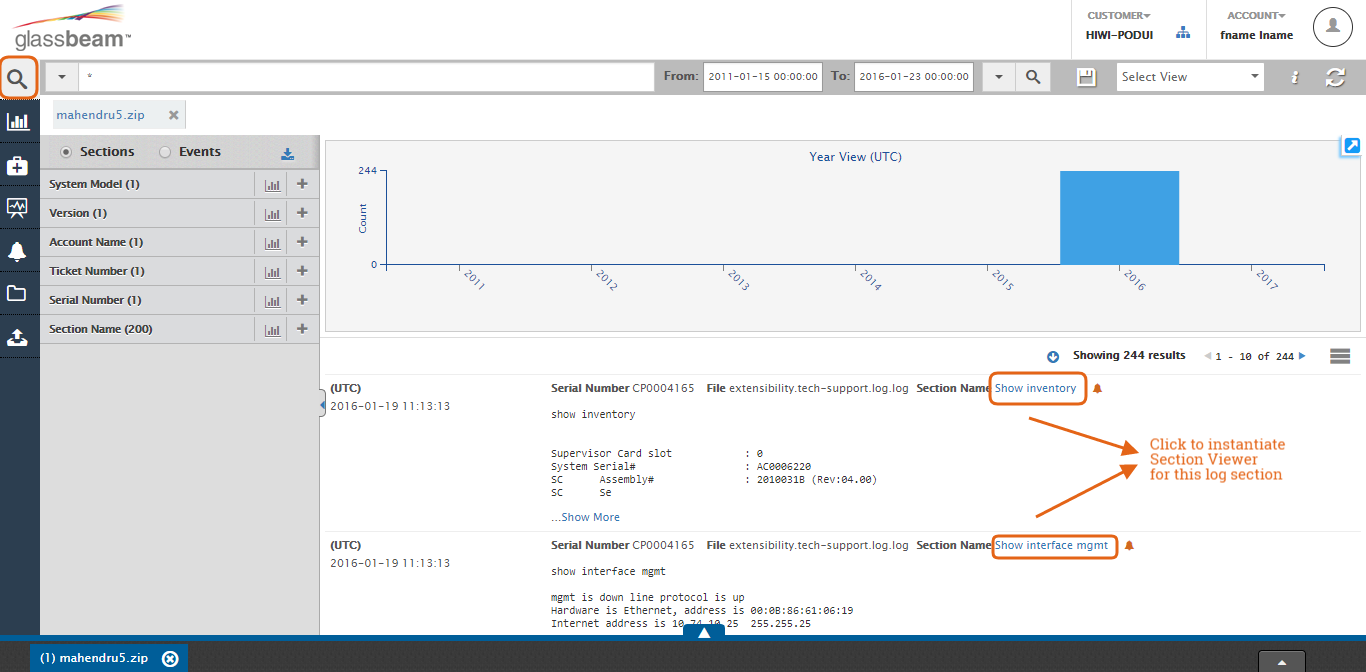 glassbeam™
CUSTOMER
HIWI-PODUI
ACCOUNT
fname lname
*
From: 2011-01-15 00:00:00 To: 2016-01-23 00:00:00
Select View
i
mahendru5.zip ×
Sections Events
System Model (1)
Version (1)
Account Name (1)
Ticket Number (1)
Serial Number (1)
Section Name (200)
Year View (UTC)
244
Count
0
2011 2012 2013 2014 2015 2016 2017
Showing 244 results 1 - 10 of 244
(UTC)
2016-01-19 11:13:13
Serial Number CP0004165 File extensibility.tech-support.log.log Section Name Show inventory
show inventory
Supervisor Card slot : 0
System Serial# : AC0006220
SC Assembly# : 2010031B (Rev:04.00)
SC Se
...Show More
Click to instantiate
Section Viewer
for this log section
(UTC)
2016-01-19 11:13:13
Serial Number CP0004165 File extensibility.tech-support.log.log Section Name Show interface mgmt
show interface mgmt
mgmt is down line protocol is up
Hardware is Ethernet, address is 00:0B:86:61:06:19
Internet address is 10.74.10.25 255.255.25
(1) mahendru5.zip